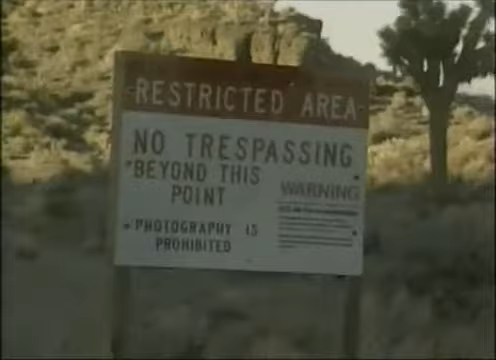 RESTRICTED AREA
NO TRESPASSING
BEYOND THIS
POINT
PHOTOGRAPHY IS
PROHIBITED
WARNING